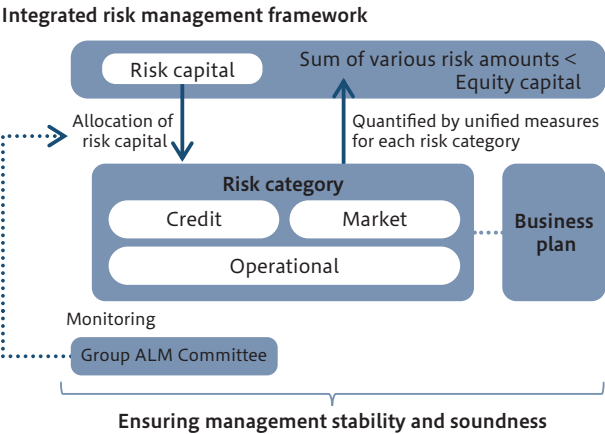 Integrated risk management framework
Risk capital
Sum of various risk amounts <
Equity capital
Allocation of
risk capital
Quantified by unified measures
for each risk category
Risk category
Credit
Market
Operational
Business
plan
Monitoring
Group ALM Committee
Ensuring management stability and soundness